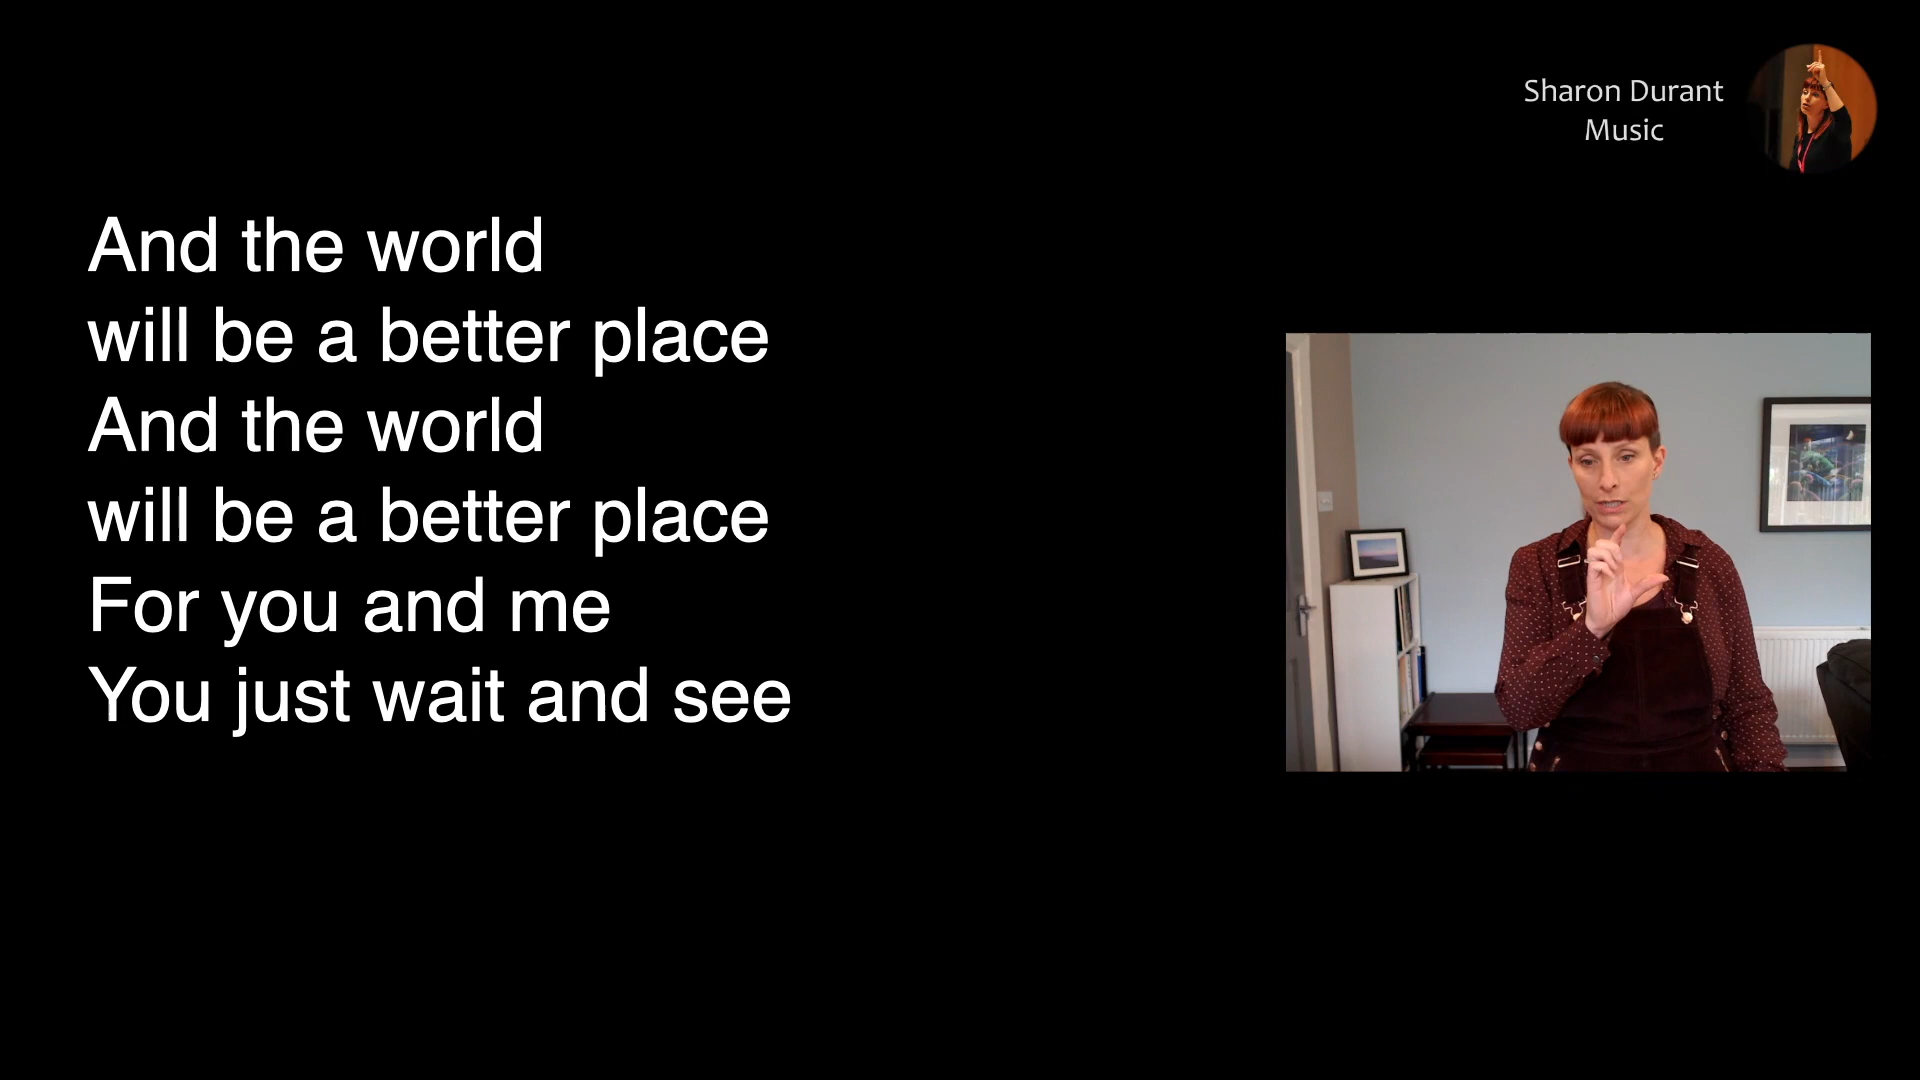 Sharon Durant
Music
And the world
will be a better place
And the world
will be a better place
For you and me
You just wait and see